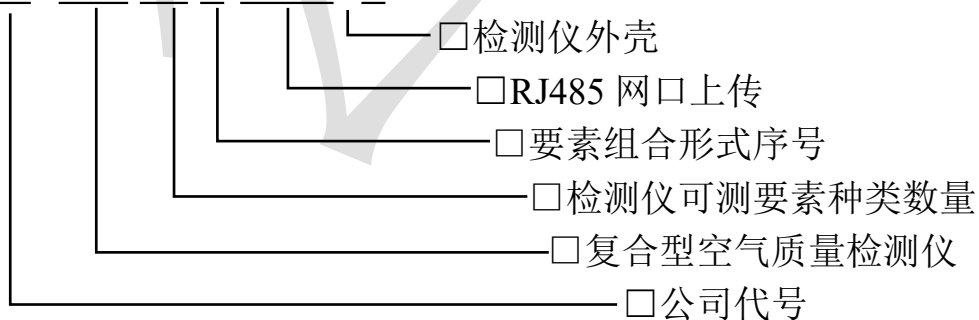 □检测仪外壳
□RJ485 网口上传
□要素组合形式序号
□检测仪可测要素种类数量
□复合型空气质量检测仪
□公司代号